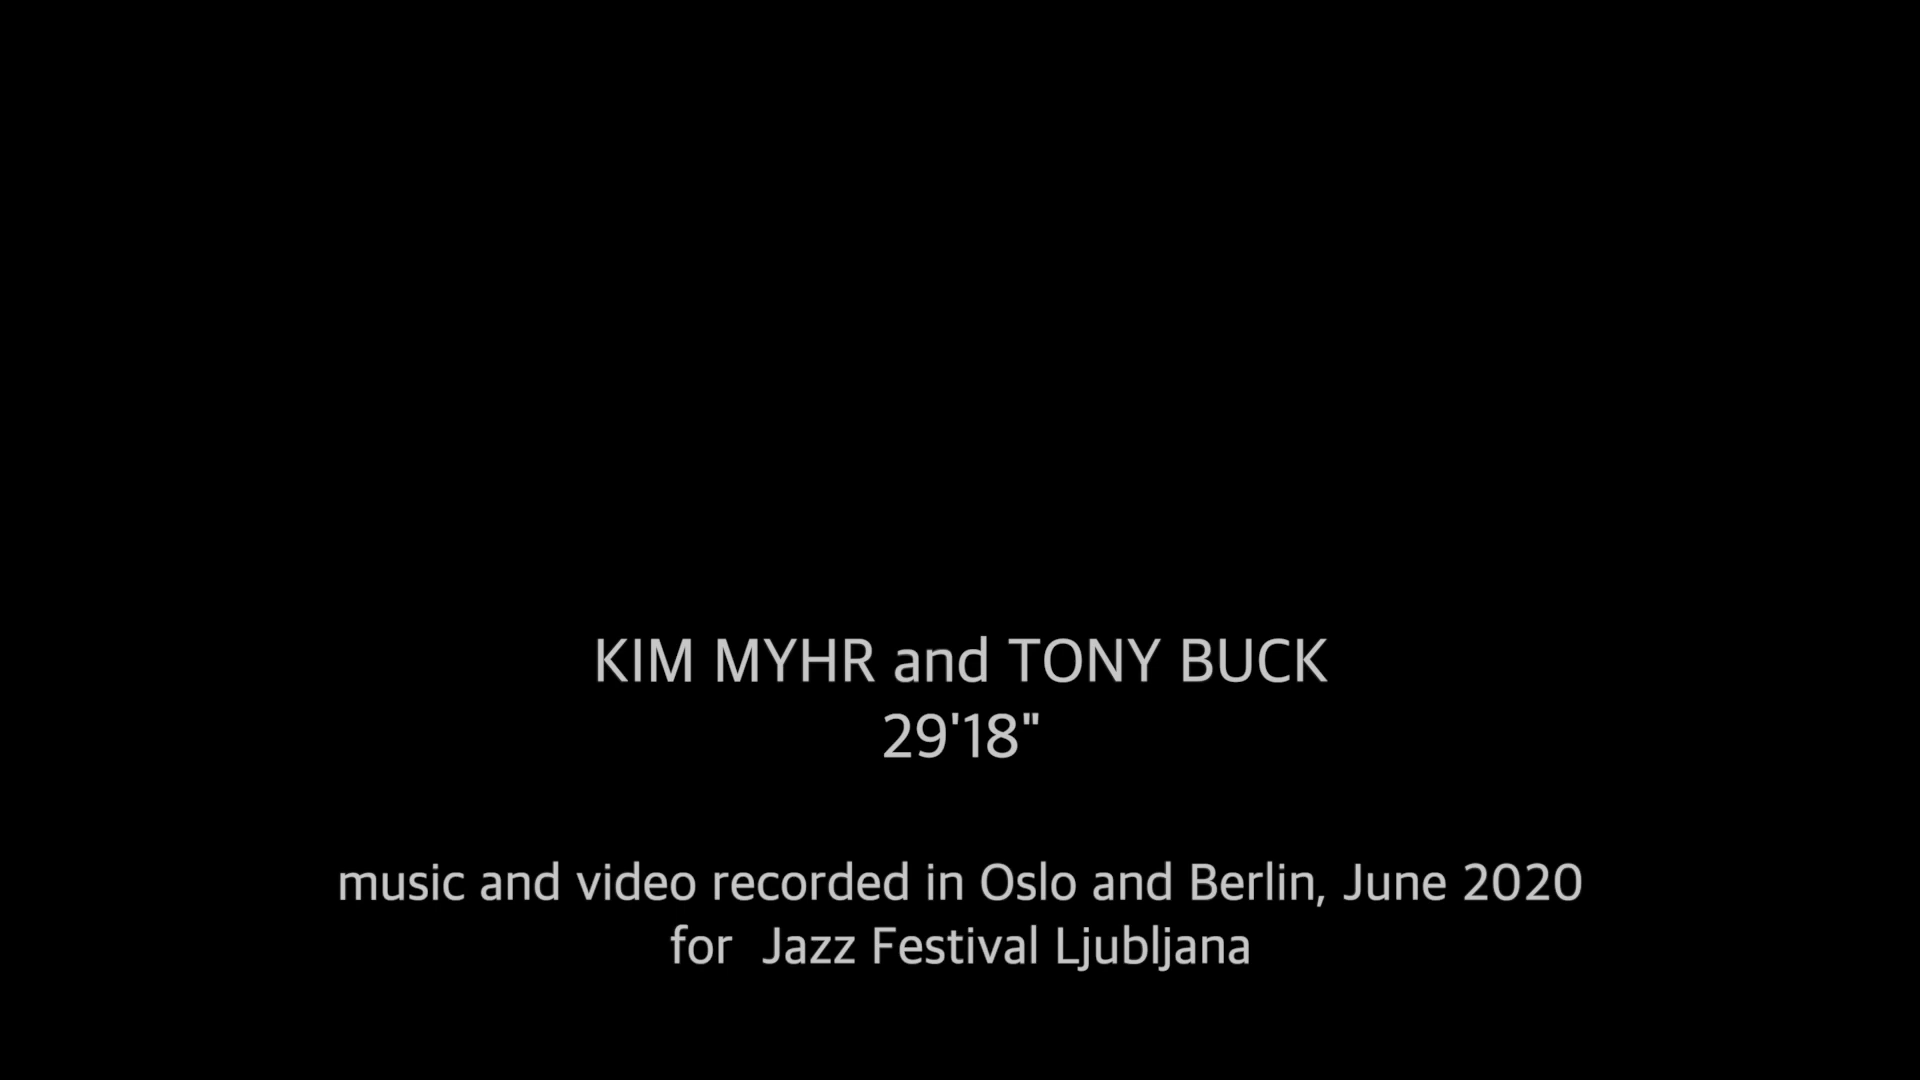 KIM MYHR and TONY BUCK
29'18"
music and video recorded in Oslo and Berlin, June 2020
for  Jazz Festival Ljubljana